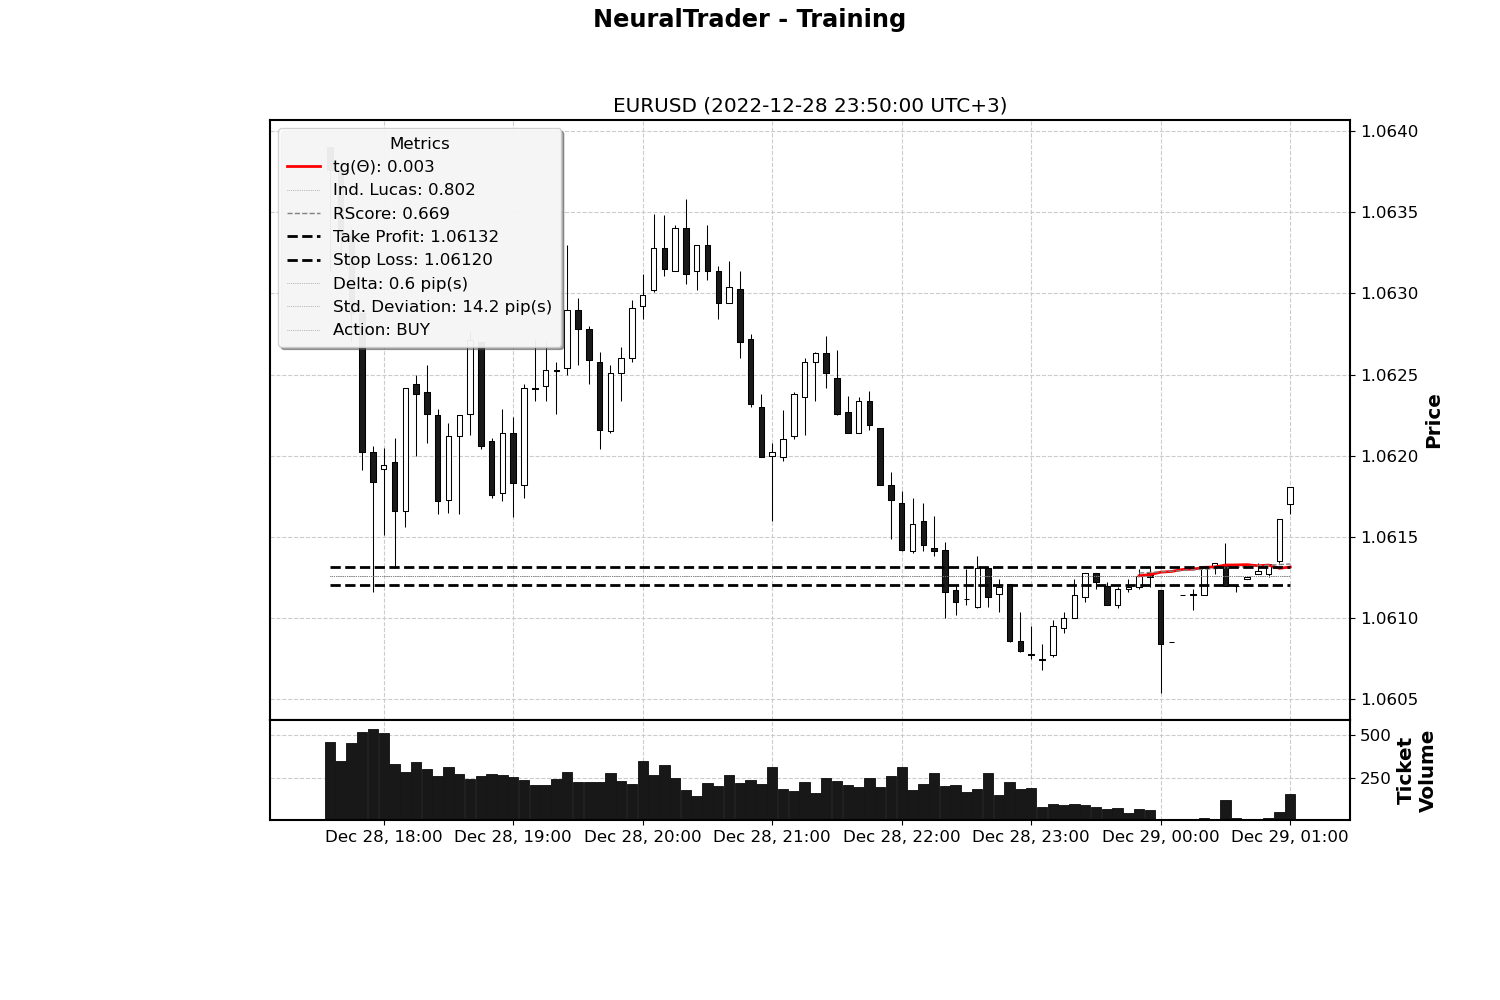 NeuralTrader - Training
EURUSD (2022-12-28 23:50:00 UTC+3)
Metrics
tg(Θ): 0.003
Ind. Lucas: 0.802
RScore: 0.669
Take Profit: 1.06132
Stop Loss: 1.06120
Delta: 0.6 pip(s)
Std. Deviation: 14.2 pip(s)
Action: BUY
1.0640
1.0635
1.0630
1.0625
1.0620
1.0615
1.0610
1.0605
Price
500
250
Ticket
Volume
Dec 28, 18:00 Dec 28, 19:00 Dec 28, 20:00 Dec 28, 21:00 Dec 28, 22:00 Dec 28, 23:00 Dec 29, 00:00 Dec 29, 01:00